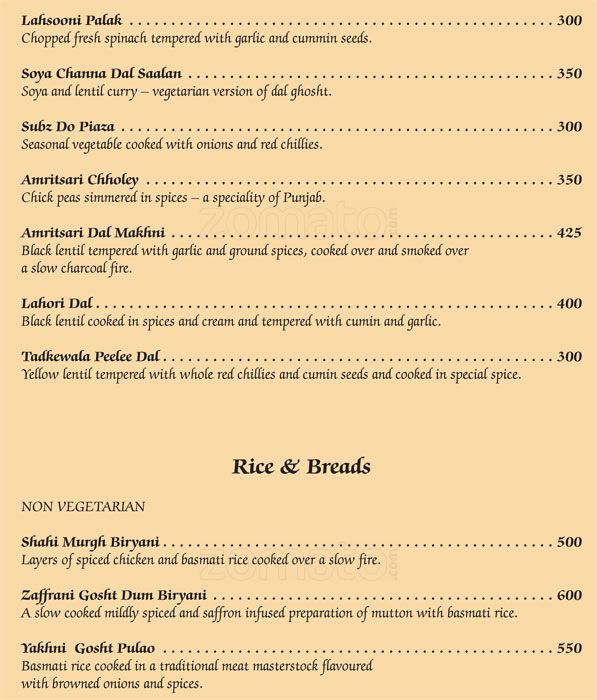 Lahsooni Palak . . . . . . . . . . . . . . . . . . . . . . . . . . . . . . . . . . . . . . . . . . . . . . . . . . . . 300
Chopped fresh spinach tempered with garlic and cummin seeds.
Soya Channa Dal Saalan . . . . . . . . . . . . . . . . . . . . . . . . . . . . . . . . . . . . . . . . . . . . 350
Soya and lentil curry – vegetarian version of dal ghosht.
Subz Do Piaza . . . . . . . . . . . . . . . . . . . . . . . . . . . . . . . . . . . . . . . . . . . . . . . . . . . . . 300
Seasonal vegetable cooked with onions and red chillies.
Amritsari Chholey . . . . . . . . . . . . . . . . . . . . . . . . . . . . . . . . . . . . . . . . . . . . . . . . . . 350
Chick peas simmered in spices – a speciality of Punjab.
zomato.com
Amritsari Dal Makhni . . . . . . . . . . . . . . . . . . . . . . . . . . . . . . . . . . . . . . . . . . . . . . 425
Black lentil tempered with garlic and ground spices, cooked over and smoked over
a slow charcoal fire.
Lahori Dal . . . . . . . . . . . . . . . . . . . . . . . . . . . . . . . . . . . . . . . . . . . . . . . . . . . . . . . . 400
Black lentil cooked in spices and cream and tempered with cumin and garlic.
Tadkewala Peelee Dal . . . . . . . . . . . . . . . . . . . . . . . . . . . . . . . . . . . . . . . . . . . . . . . 300
Yellow lentil tempered with whole red chillies and cumin seeds and cooked in special spice.
Rice & Breads
NON VEGETARIAN
Shahi Murgh Biryani . . . . . . . . . . . . . . . . . . . . . . . . . . . . . . . . . . . . . . . . . . . . . . . 500
Layers of spiced chicken and basmati rice cooked over a slow fire.
zomato.com
Zaffrani Gosht Dum Biryani . . . . . . . . . . . . . . . . . . . . . . . . . . . . . . . . . . . . . . . . . 600
A slow cooked mildly spiced and saffron infused preparation of mutton with basmati rice.
Yakhni Gosht Pulao . . . . . . . . . . . . . . . . . . . . . . . . . . . . . . . . . . . . . . . . . . . . . . . 550
Basmati rice cooked in a traditional meat masterstock flavoured
with browned onions and spices.